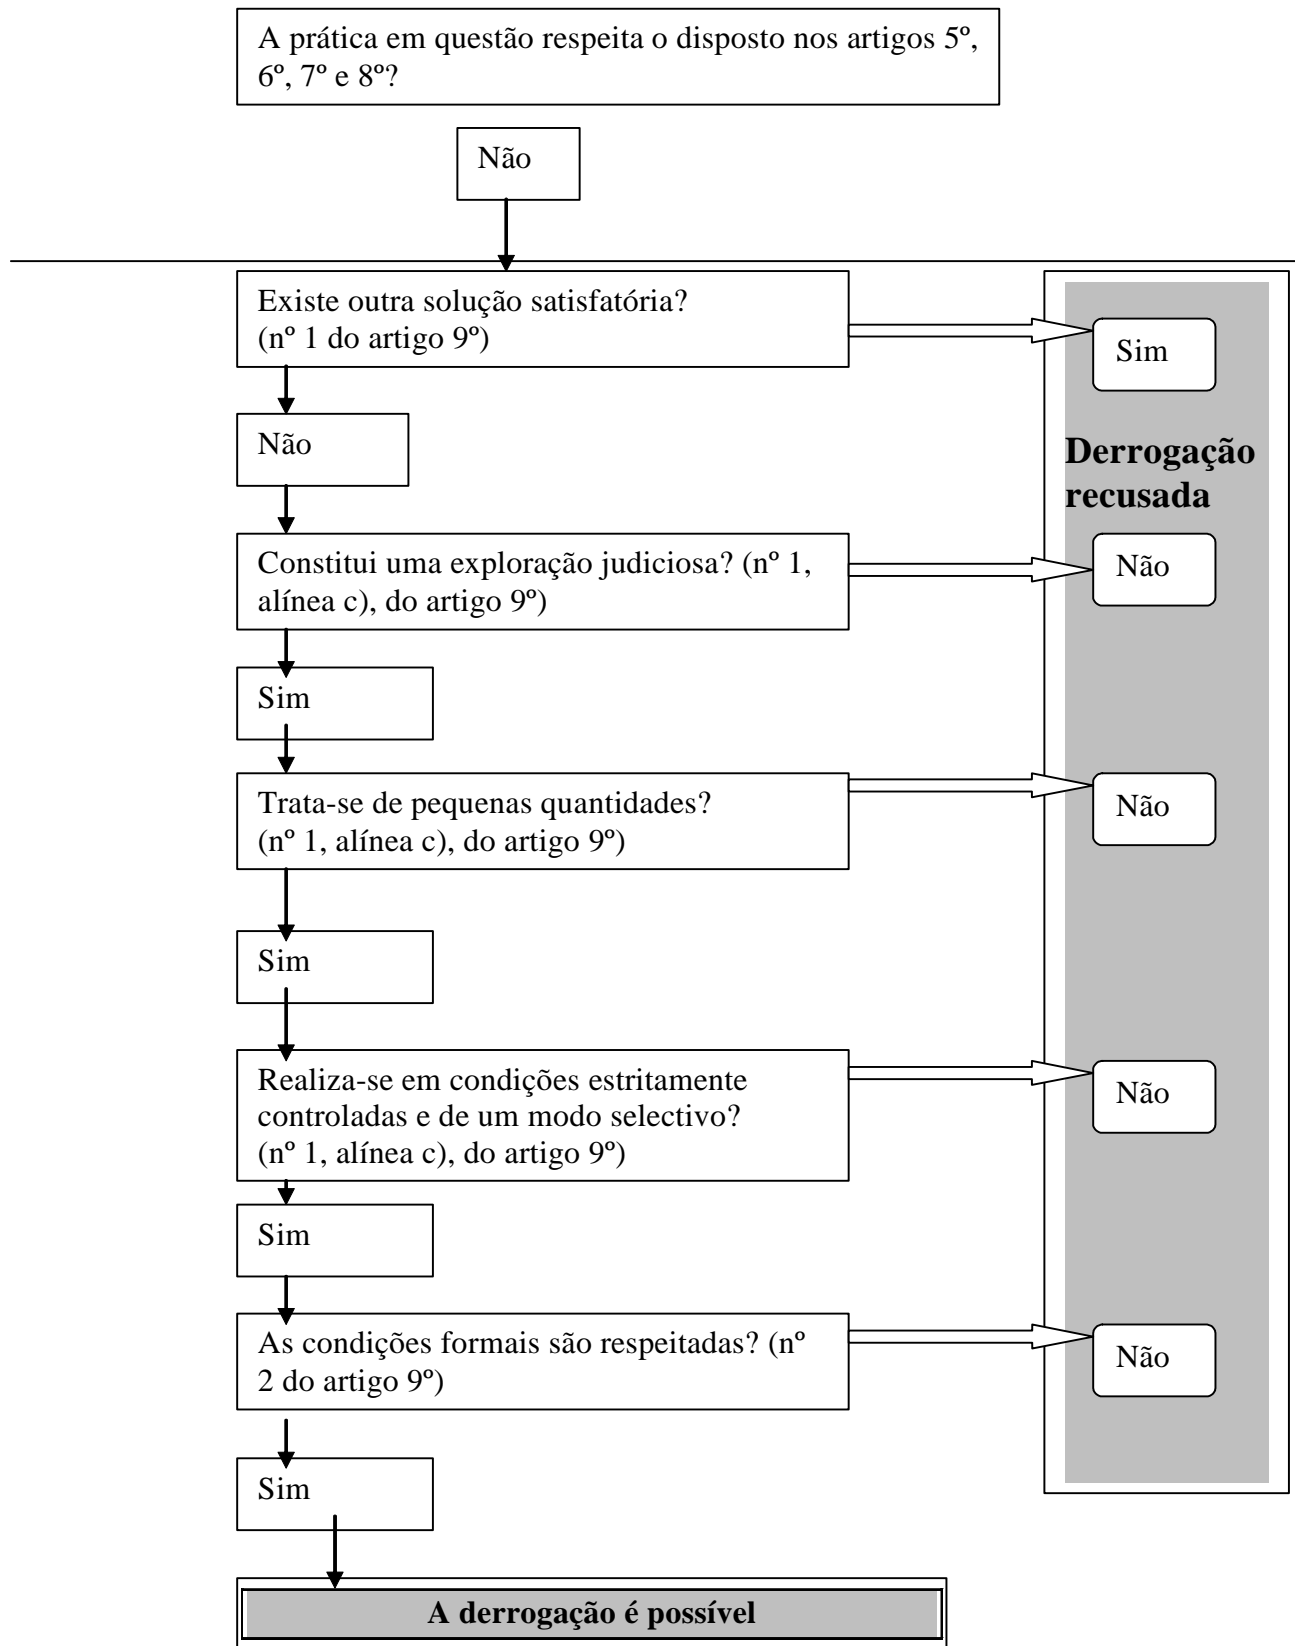 A prática em questão respeita o disposto nos artigos 5º,
6º, 7º e 8º?
Não
Existe outra solução satisfatória?
(nº 1 do artigo 9º)
Sim
Não
Derrogação
recusada
Constitui uma exploração judiciosa? (nº 1,
alínea c), do artigo 9º)
Não
Sim
Trata-se de pequenas quantidades?
(nº 1, alínea c), do artigo 9º)
Não
Sim
Realiza-se em condições estritamente
controladas e de um modo selectivo?
(nº 1, alínea c), do artigo 9º)
Não
Sim
As condições formais são respeitadas? (nº
2 do artigo 9º)
Não
Sim
A derrogação é possível